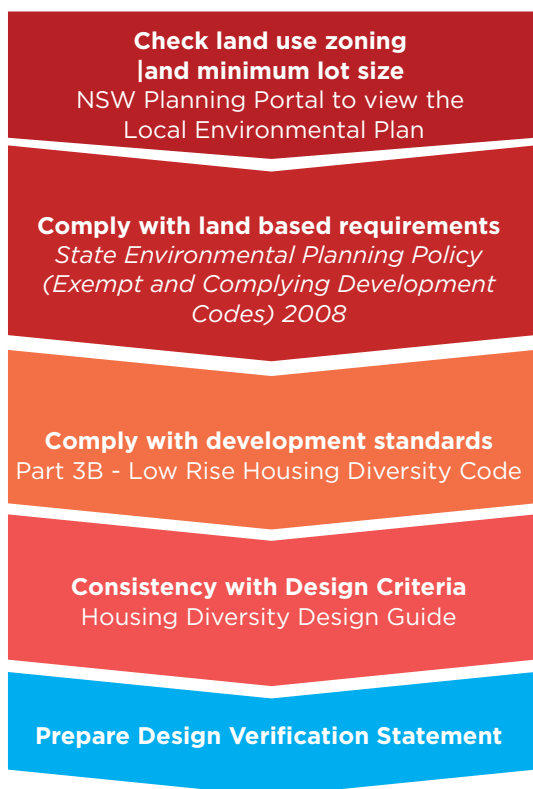 Check land use zoning
|and minimum lot size
NSW Planning Portal to view the
Local Environmental Plan
Comply with land based requirements
State Environmental Planning Policy
(Exempt and Complying Development
Codes) 2008
Comply with development standards
Part 3B - Low Rise Housing Diversity Code
Consistency with Design Criteria
Housing Diversity Design Guide
Prepare Design Verification Statement